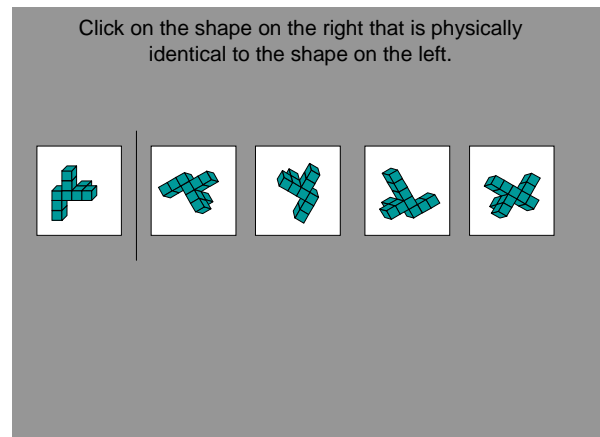 Click on the shape on the right that is physically
identical to the shape on the left.